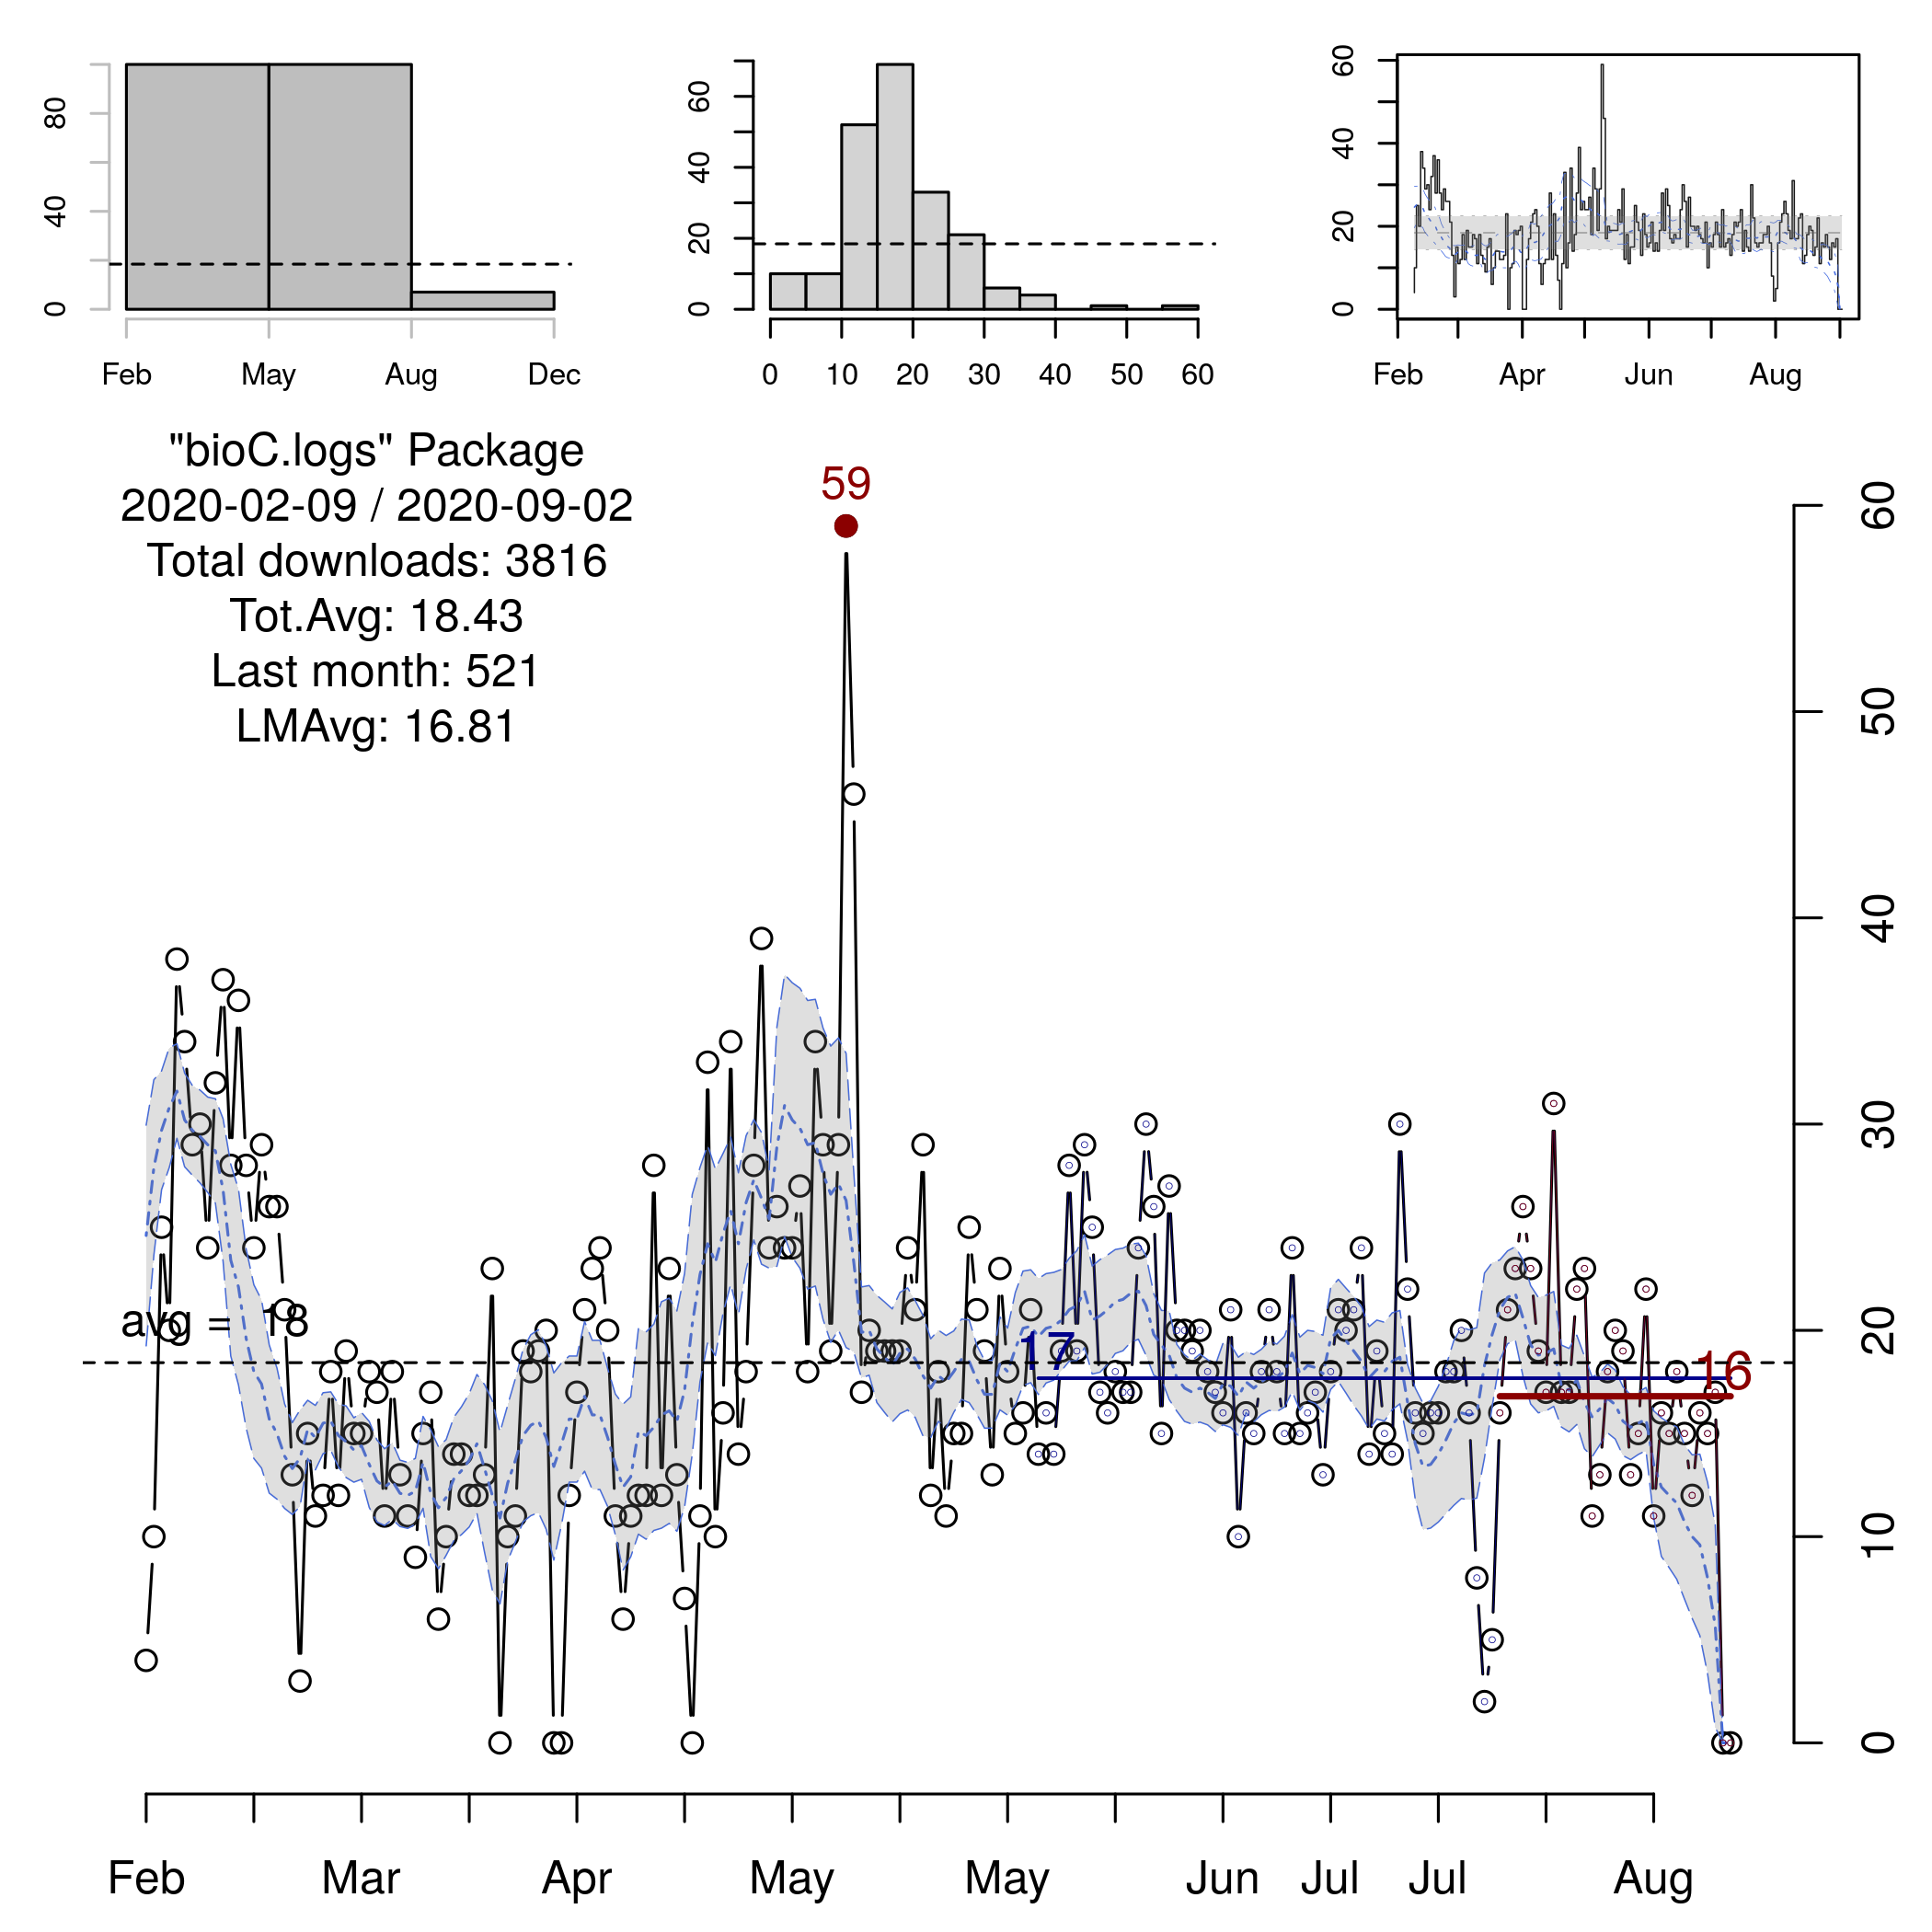 80
40
0
Feb May Aug Dec
60
40
20
0
0 10 20 30 40 50 60
60
40
20
0
Feb Apr Jun Aug
"bioC.logs" Package
2020-02-09 / 2020-09-02
Total downloads: 3816
Tot.Avg: 18.43
Last month: 521
LMAvg: 16.81
59
avg = 18
17
16
60
50
40
30
20
10
0
Feb Mar Apr May May Jun Jul Jul Aug